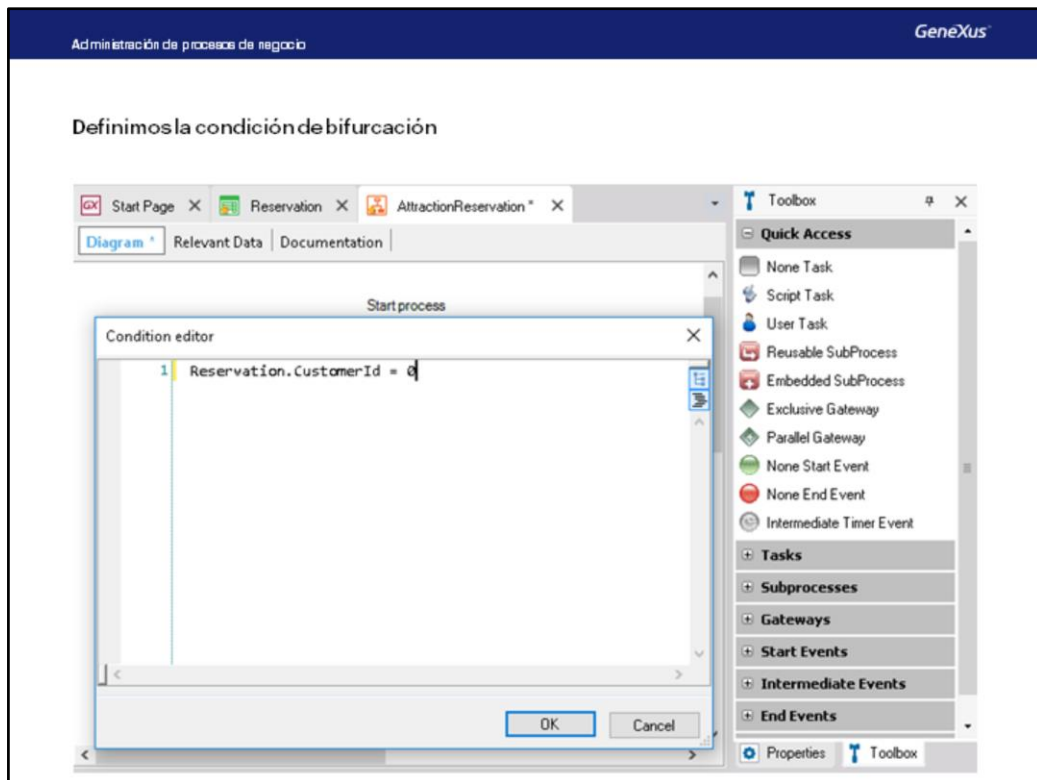 Administración de procesos de negocio
GeneXus
Definimos la condición de bifurcación
Start Page
Reservation
AttractionReservation *
Diagram *
Relevant Data
Documentation
Start process
Condition editor
1 Reservation.CustomerId = 0
OK
Cancel
Toolbox
Quick Access
None Task
Script Task
User Task
Reusable SubProcess
Embedded SubProcess
Exclusive Gateway
Parallel Gateway
None Start Event
None End Event
Intermediate Timer Event
Tasks
Subprocesses
Gateways
Start Events
Intermediate Events
End Events
Properties
Toolbox